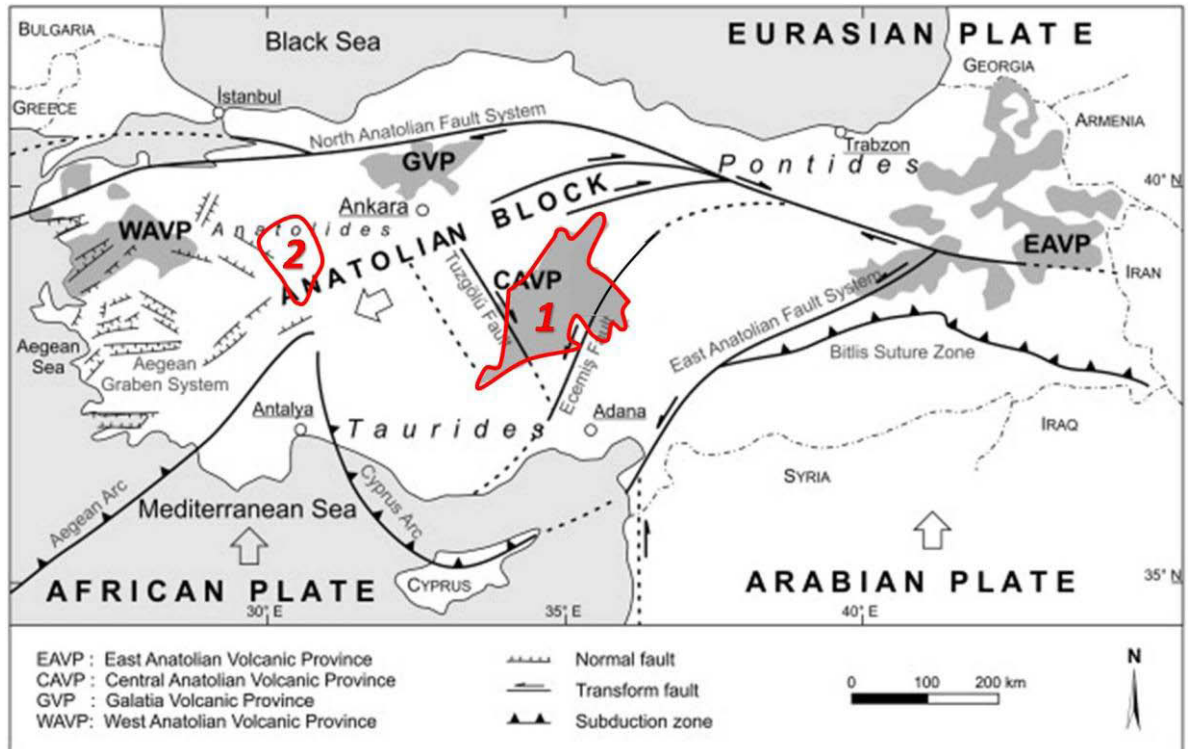 BULGARIA
Black Sea
EURASIAN PLATE
GEORGIA
GREECE
İstanbul
ARMENIA
North Anatolian Fault System
GVP
Trabzon
Pontides
40° N
Ankara
BLOCK
WAVP
Anatolides
2
ANATOLIAN
EAVP
IRAN
CAVP
1
Tuzgölü Fault
East Anatolian Fault System
Bitlis Suture Zone
Aegean
Sea
Aegean
Graben System
Ecemiş Fault
Antalya
Adana
Taurides
IRAQ
SYRIA
Aegean Arc
Cyprus Arc
Mediterranean Sea
CYPRUS
AFRICAN PLATE
ARABIAN PLATE
35° N
30° E
35° E
40° E
EAVP : East Anatolian Volcanic Province
CAVP : Central Anatolian Volcanic Province
GVP : Galatia Volcanic Province
WAVP: West Anatolian Volcanic Province
Normal fault
Transform fault
Subduction zone
0 100 200 km
N